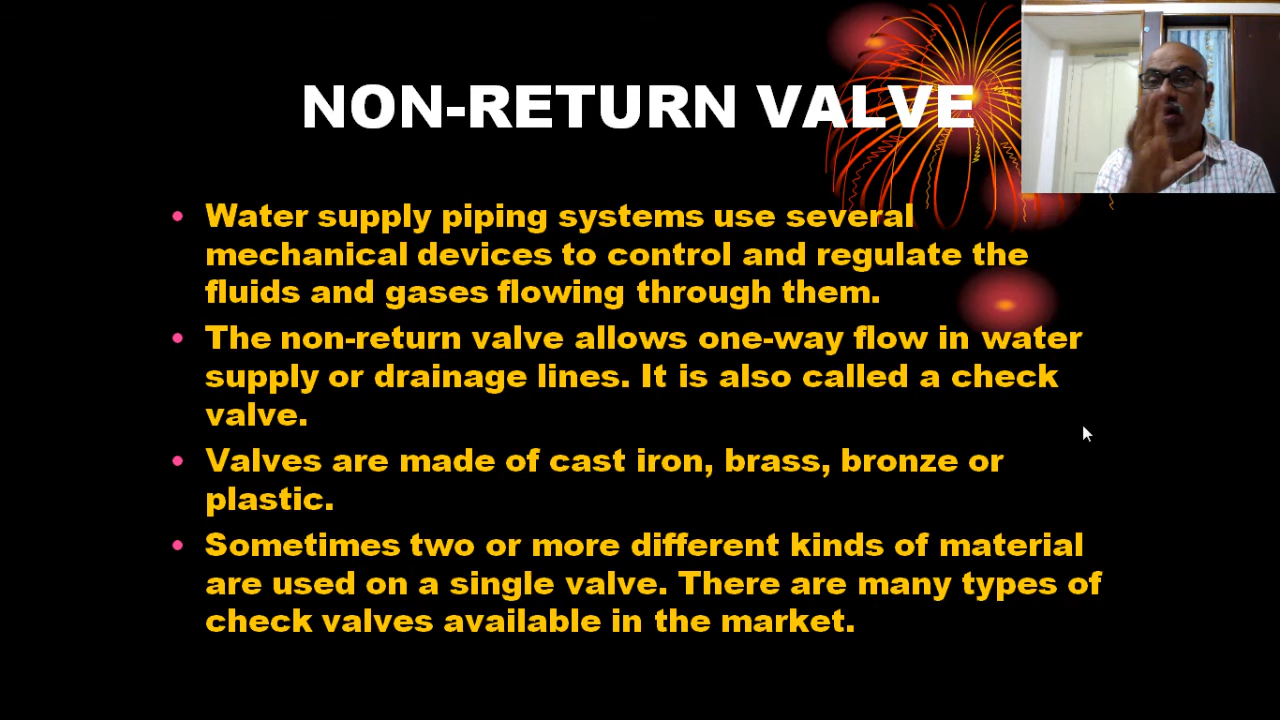 NON-RETURN VALVE
• Water supply piping systems use several
mechanical devices to control and regulate the
fluids and gases flowing through them.
• The non-return valve allows one-way flow in water
supply or drainage lines. It is also called a check
valve.
• Valves are made of cast iron, brass, bronze or
plastic.
• Sometimes two or more different kinds of material
are used on a single valve. There are many types of
check valves available in the market.